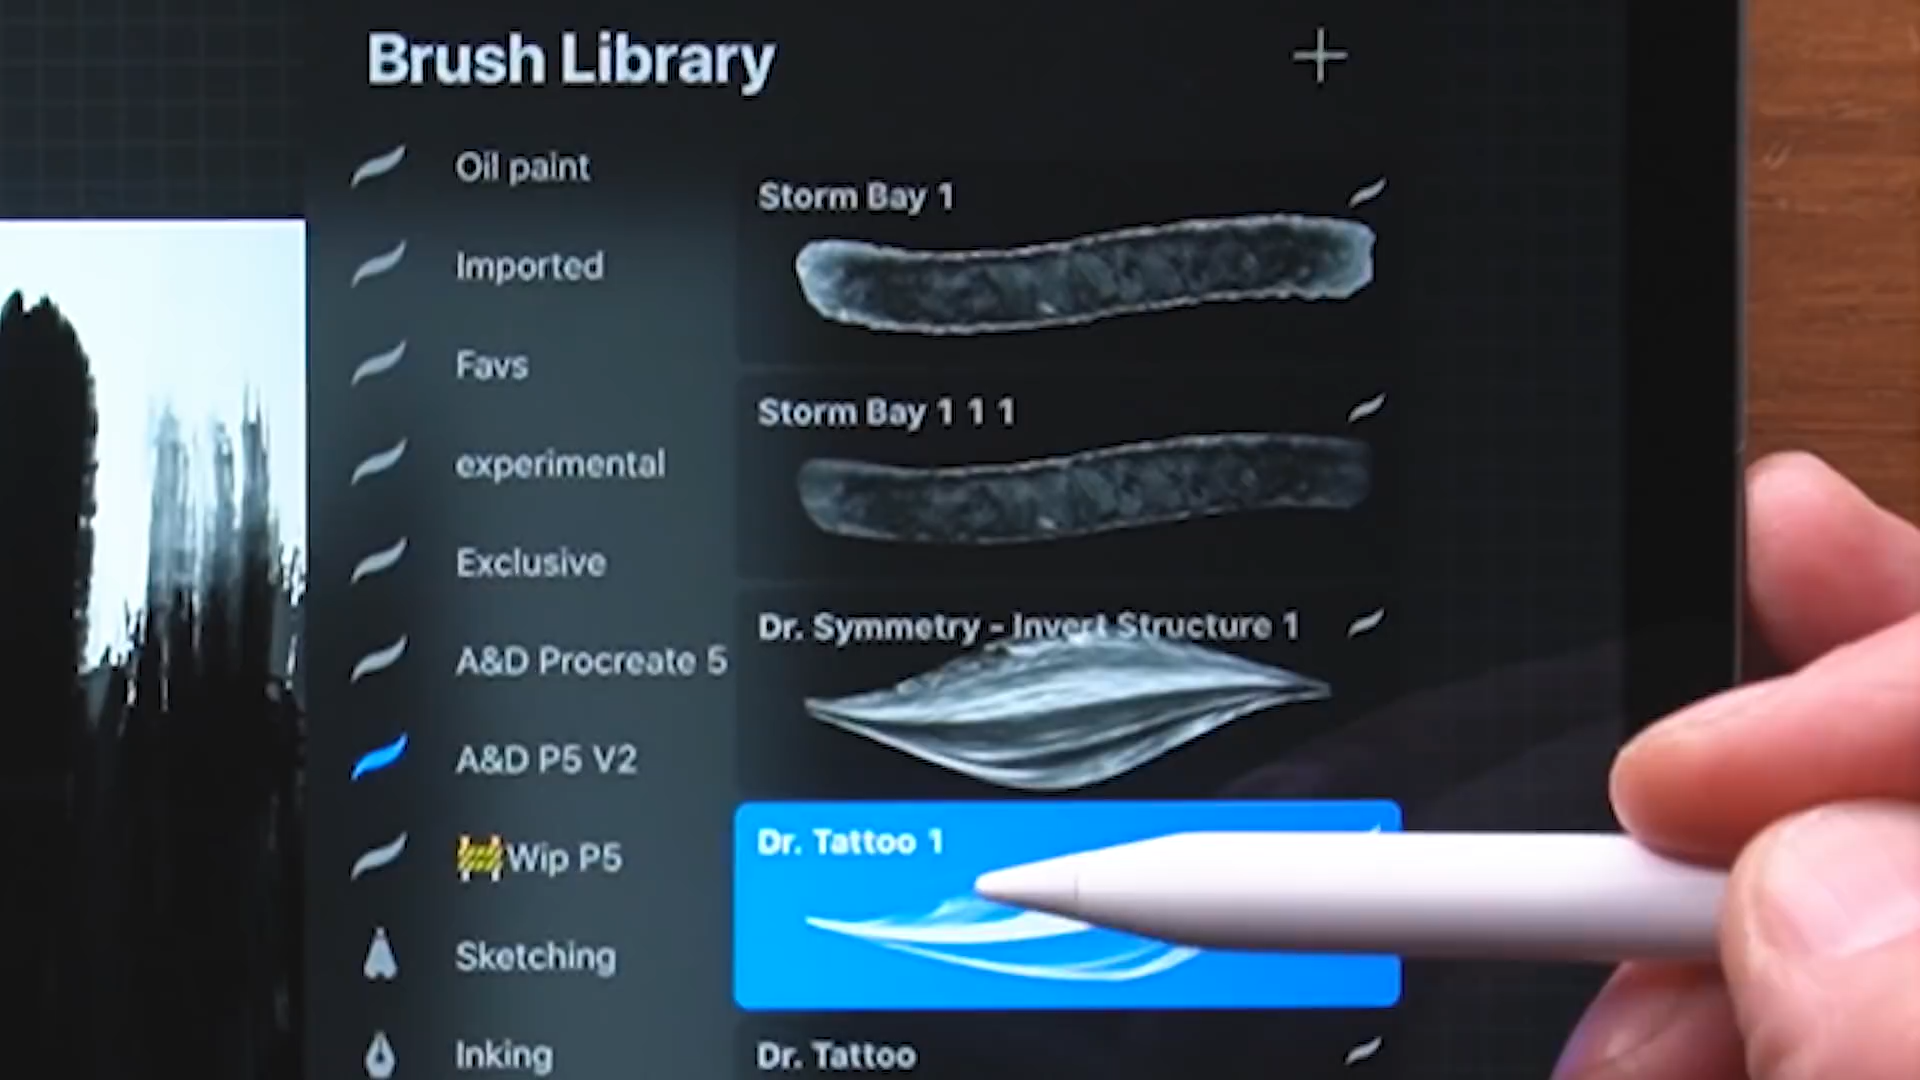 Brush Library
Oil paint
Imported
Favs
experimental
Exclusive
A&D Procreate 5
A&D P5 V2
🚧Wip P5
Sketching
Inking
Storm Bay 1
Storm Bay 1 1 1
Dr. Symmetry - Invert Structure 1
Dr. Tattoo 1
Dr. Tattoo